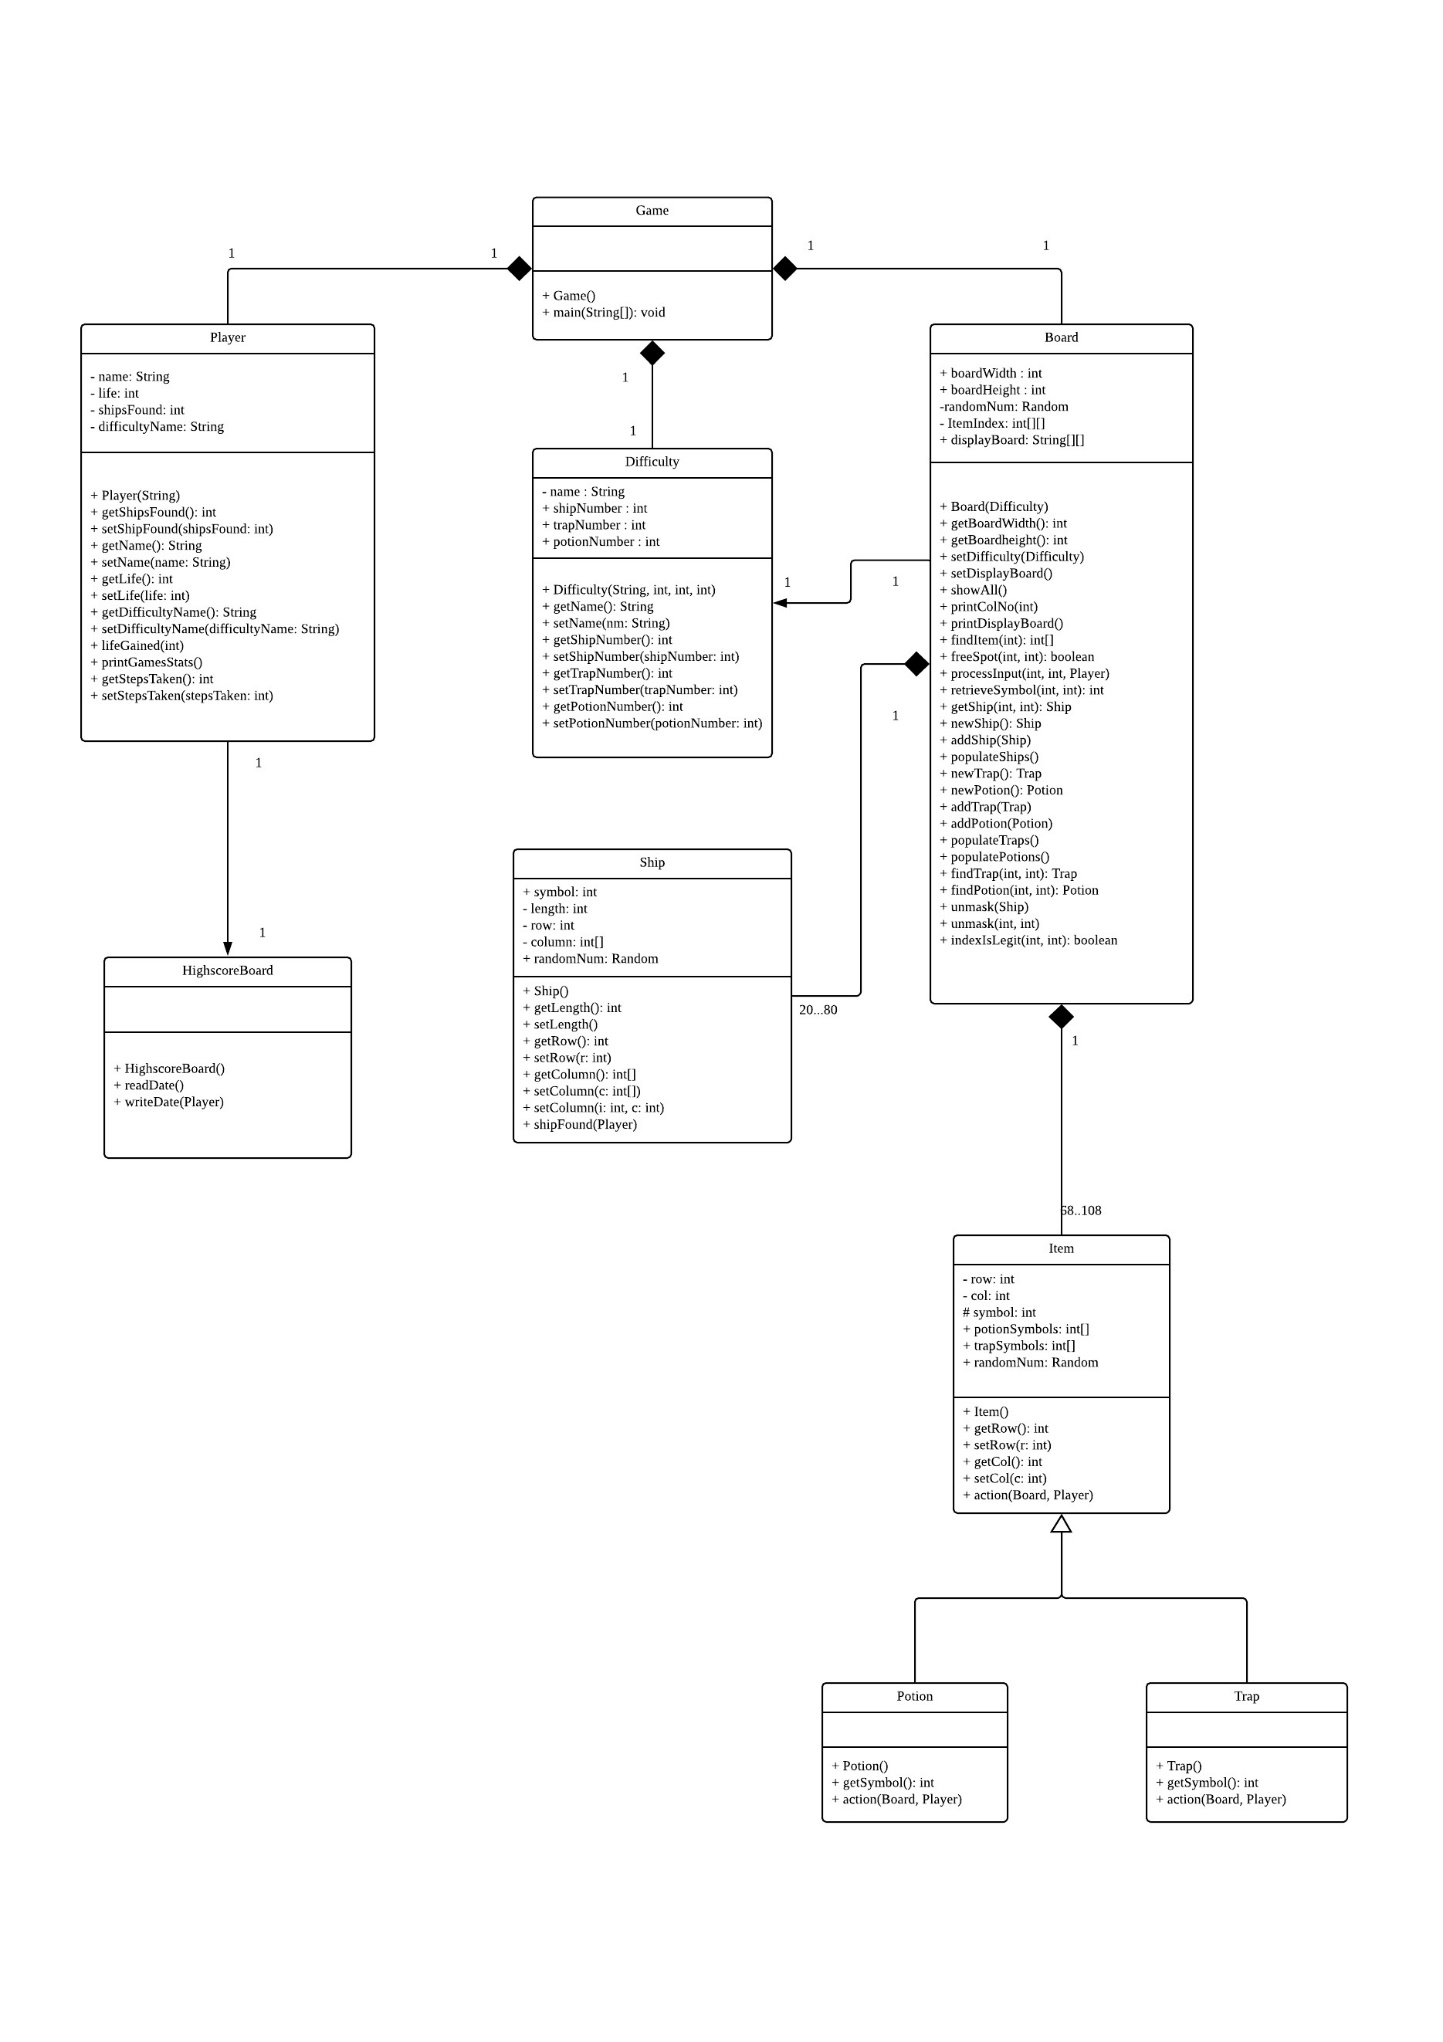 Game
+ Game()
+ main(String[]): void
1
1
1
1
1
1
Player
- name: String
- life: int
- shipsFound: int
- difficultyName: String
+ Player(String)
+ getShipsFound(): int
+ setShipFound(shipsFound: int)
+ getName(): String
+ setName(name: String)
+ getLife(): int
+ setLife(life: int)
+ getDifficultyName(): String
+ setDifficultyName(difficultyName: String)
+ lifeGained(int)
+ printGamesStats()
+ getStepsTaken(): int
+ setStepsTaken(stepsTaken: int)
Difficulty
- name : String
+ shipNumber : int
+ trapNumber : int
+ potionNumber : int
+ Difficulty(String, int, int, int)
+ getName(): String
+ setName(nm: String)
+ getShipNumber(): int
+ setShipNumber(shipNumber: int)
+ getTrapNumber(): int
+ setTrapNumber(trapNumber: int)
+ getPotionNumber(): int
+ setPotionNumber(potionNumber: int)
Board
+ boardWidth : int
+ boardHeight : int
-randomNum: Random
- ItemIndex: int[][]
+ displayBoard: String[][]
+ Board(Difficulty)
+ getBoardWidth(): int
+ getBoardheight(): int
+ setDifficulty(Difficulty)
+ setDisplayBoard()
+ showAll()
+ printColNo(int)
+ printDisplayBoard()
+ findItem(int): int[]
+ freeSpot(int, int): boolean
+ processInput(int, int, Player)
+ retrieveSymbol(int, int): int
+ getShip(int, int): Ship
+ newShip(): Ship
+ addShip(Ship)
+ populateShips()
+ newTrap(): Trap
+ newPotion(): Potion
+ addTrap(Trap)
+ addPotion(Potion)
+ populateTraps()
+ populatePotions()
+ findTrap(int, int): Trap
+ findPotion(int, int): Potion
+ unmask(Ship)
+ unmask(int, int)
+ indexIsLegit(int, int): boolean
1
1
1
20...80
1
1
HighscoreBoard
+ HighscoreBoard()
+ readDate()
+ writeDate(Player)
Ship
+ symbol: int
- length: int
- row: int
- column: int[]
+ randomNum: Random
+ Ship()
+ getLength(): int
+ setLength()
+ getRow(): int
+ setRow(r: int)
+ getColumn(): int[]
+ setColumn(c: int[])
+ setColumn(i: int, c: int)
+ shipFound(Player)
1
68..108
Item
- row: int
- col: int
# symbol: int
+ potionSymbols: int[]
+ trapSymbols: int[]
+ randomNum: Random
+ Item()
+ getRow(): int
+ setRow(r: int)
+ getCol(): int
+ setCol(c: int)
+ action(Board, Player)
Potion
+ Potion()
+ getSymbol(): int
+ action(Board, Player)
Trap
+ Trap()
+ getSymbol(): int
+ action(Board, Player)